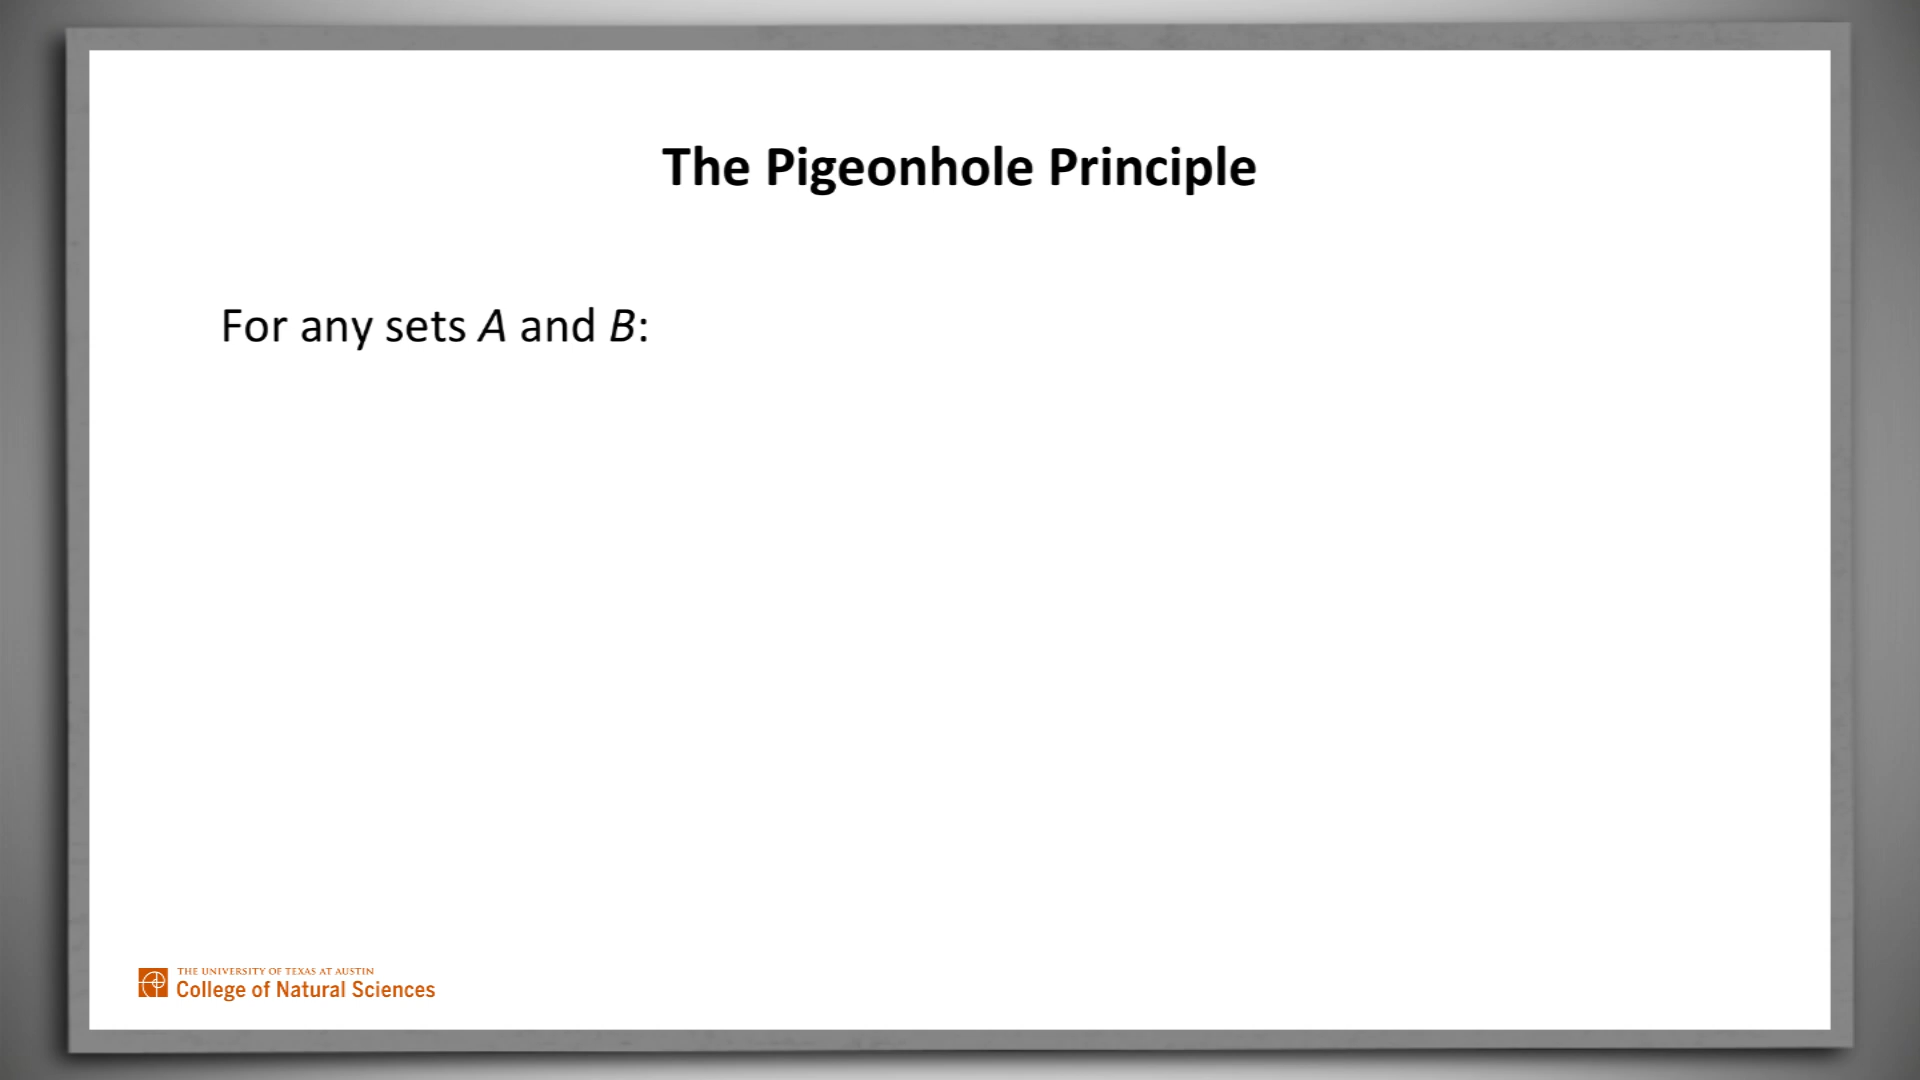 The Pigeonhole Principle
For any sets A and B:
THE UNIVERSITY OF TEXAS AT AUSTIN
College of Natural Sciences